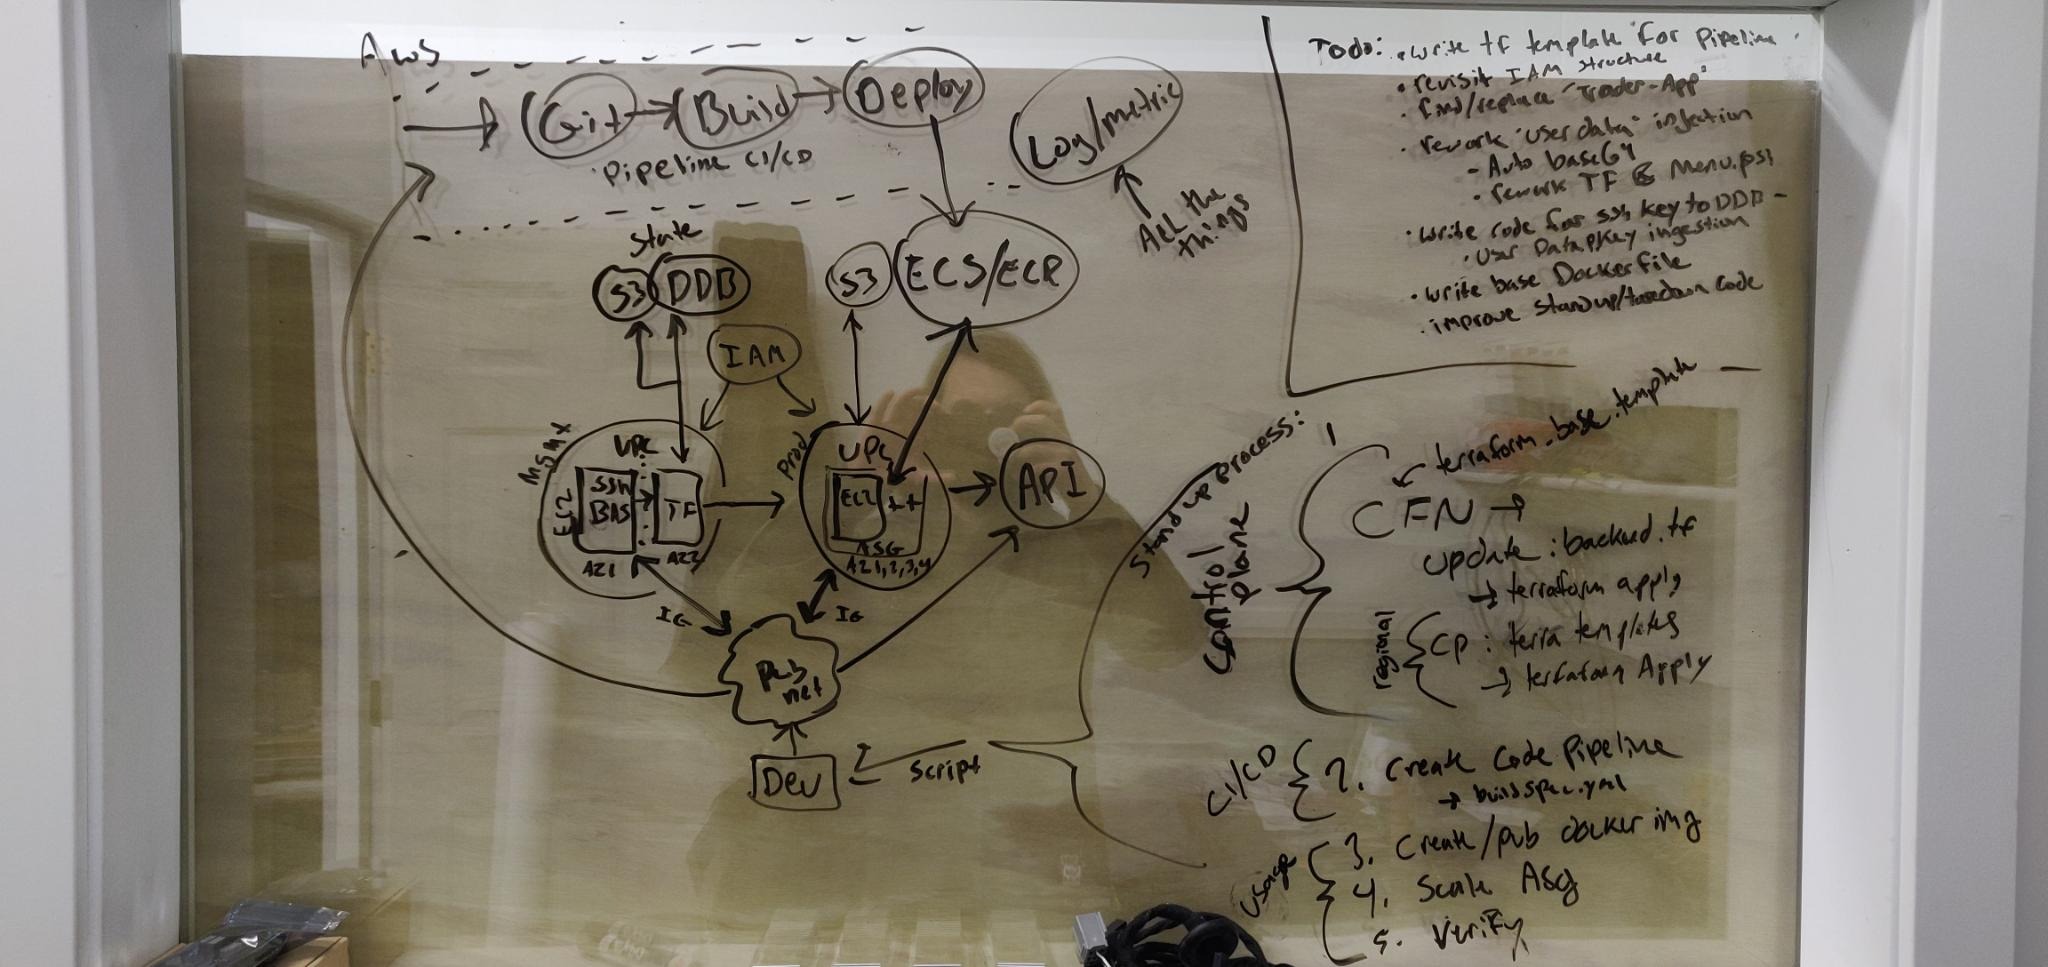 AWS
Git
Build
Deploy
Pipeline CI/CD
Log/metric
ALL the
things
State
S3
DDB
S3
ECS/ECR
IAM
Mgmt
VPC
EC2
SSH
BAS
TF
AZ1
AZ2
Prod
VPC
EC2
++
ASG
AZ1,2,3,4
API
IG
IG
Pub
net
Dev
Script
Todo: • write tf template for Pipeline
• revisit IAM structure
• find/replace "Trader-App"
• rework "user data" injection
- Auto base64
• rework TF & Menu.ps1
• write code for ssh key to DDB -
• User Data pkey ingestion
• write base Dockerfile
• improve standup/takedown code
Stand up process:
Control
plane
1
terraform.base.template
CFN →
update : backend.tf
→ terraform apply
regional
CP : terra templates
→ terraform Apply
CI/CD
2. Create Code Pipeline
→ buildspec.yml
Usage
3. Create/pub docker img
4. Scale Asg
5. Verify